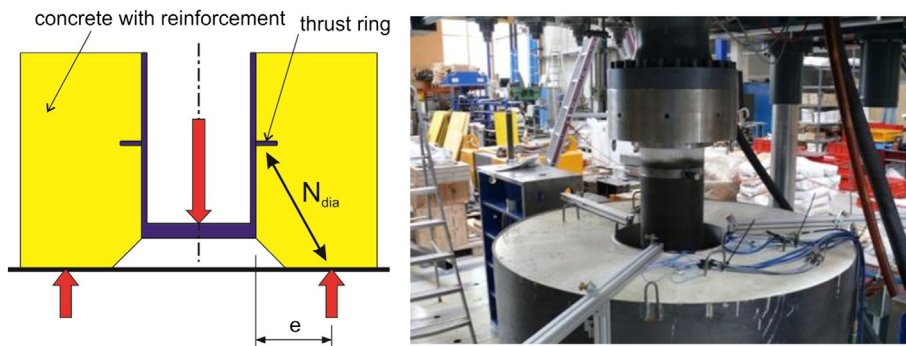 concrete with reinforcement
thrust ring
N_dia
e